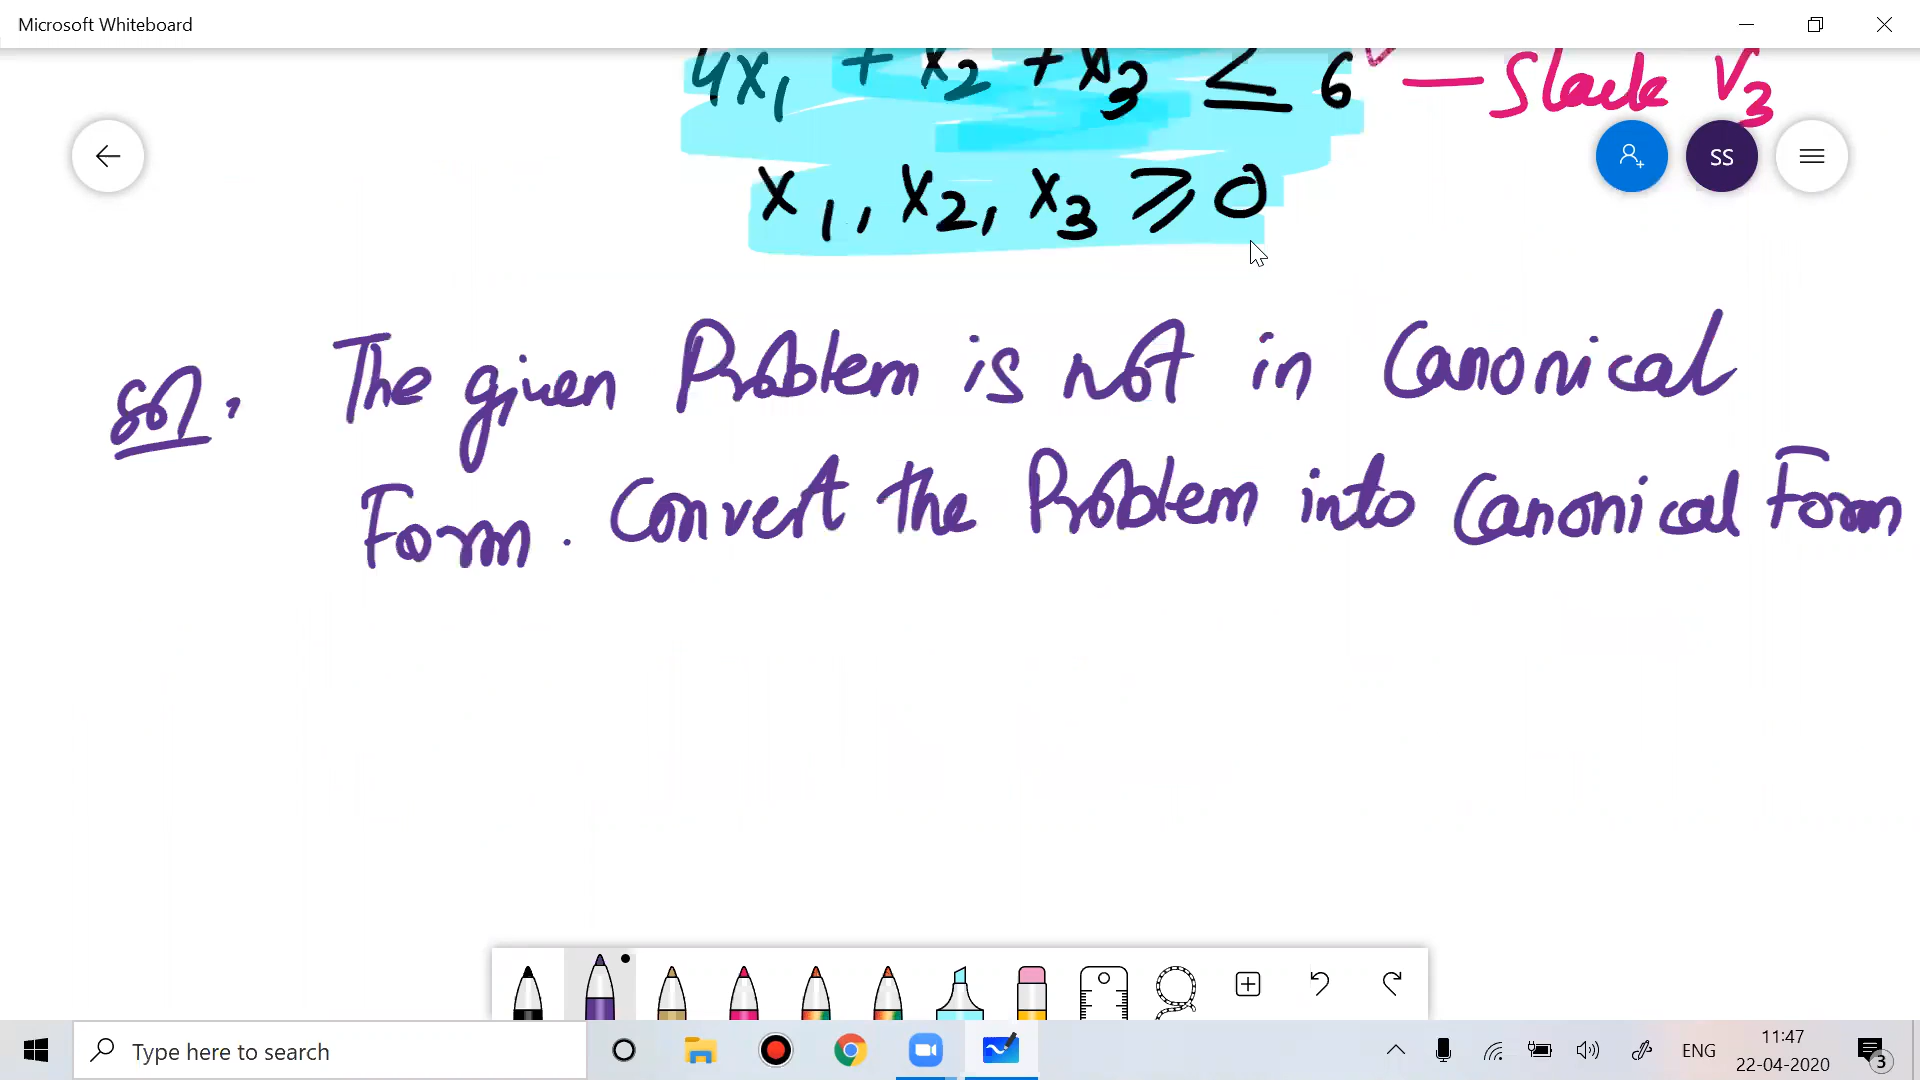 Microsoft Whiteboard
4x1 + x2 + x3 ≤ 6 — Slack V3
x1, x2, x3 ≥ 0
SS
Sol. The given Problem is not in Canonical
Form. Convert the Problem into Canonical Form
Type here to search
ENG
11:47
22-04-2020
3